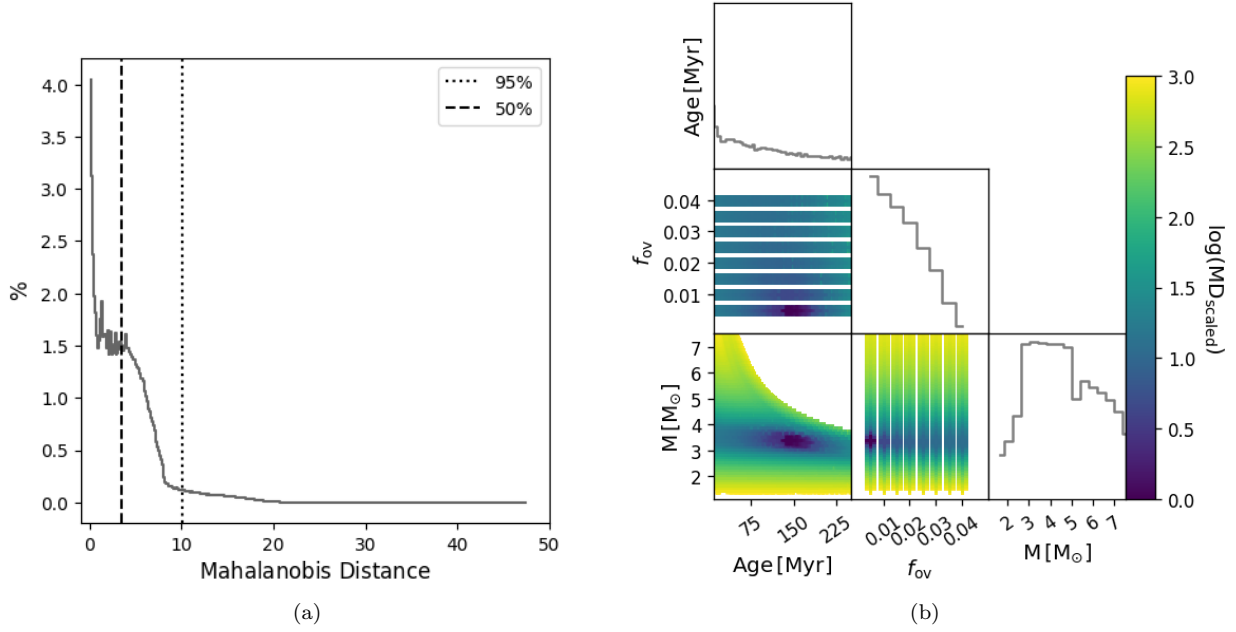 4.0
3.5
3.0
2.5
2.0
1.5
1.0
0.5
0.0
%
95%
50%
0 10 20 30 40 50
Mahalanobis Distance
(a)
Age [Myr]
0.04
0.03
0.02
0.01
f_ov
7
6
5
4
3
2
M [M⊙]
75 150 225
Age [Myr]
0.01 0.02 0.03 0.04
f_ov
2 3 4 5 6 7
M [M⊙]
3.0
2.5
2.0
1.5
1.0
0.5
0.0
log(MD_scaled)
(b)